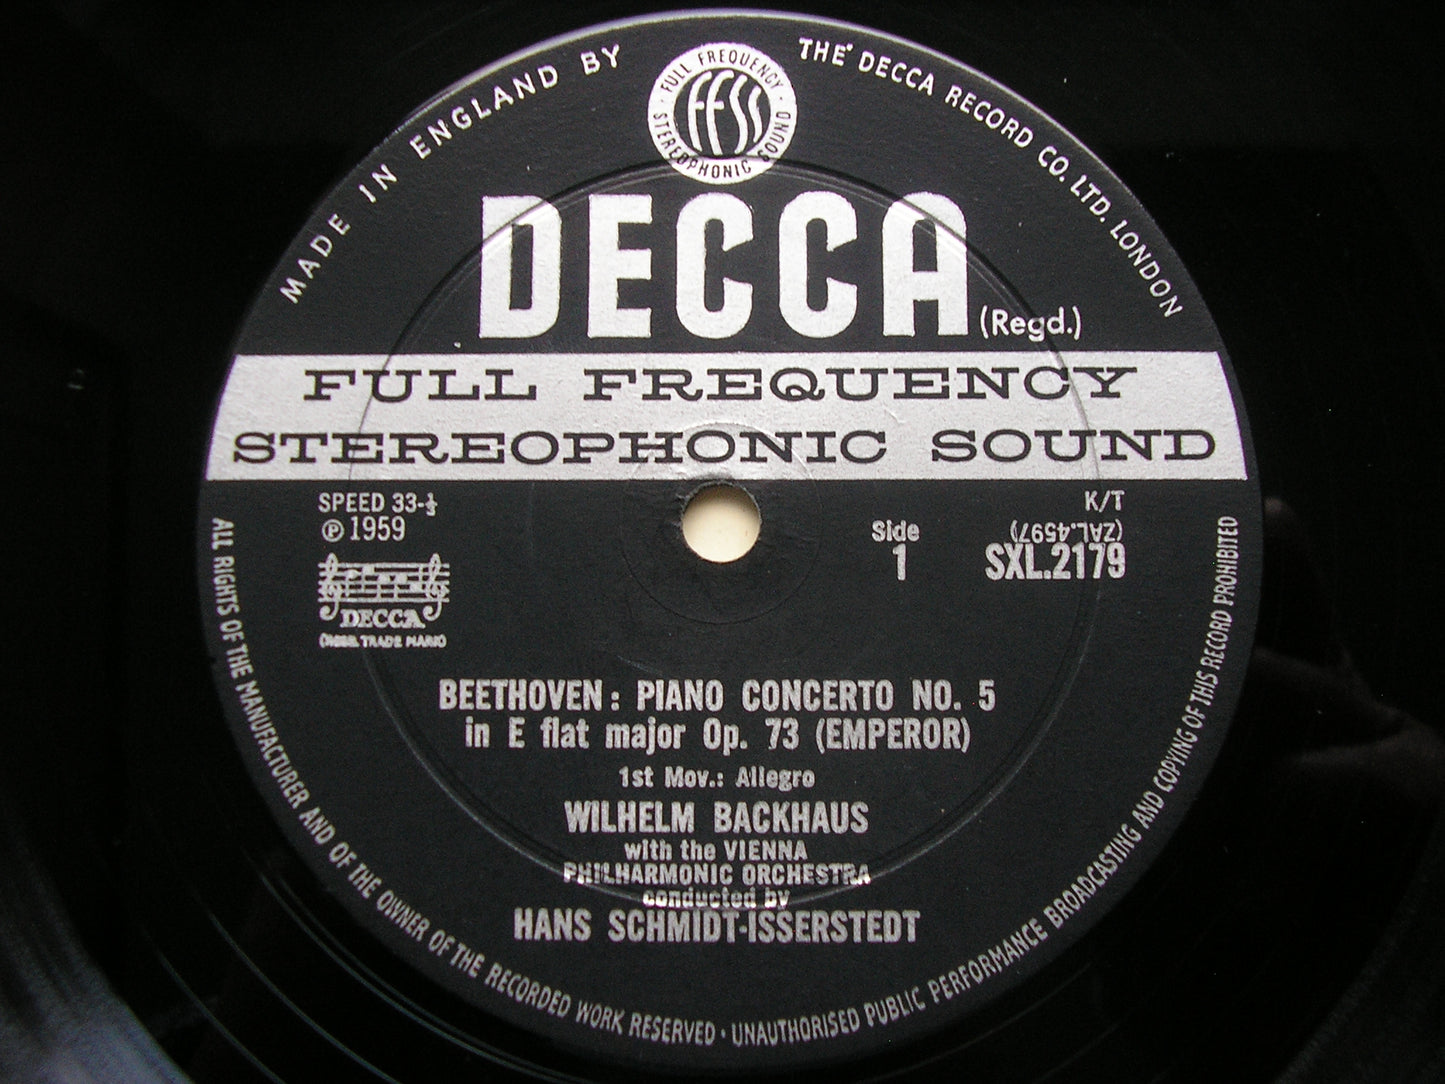 MADE IN ENGLAND BY
THE DECCA RECORD CO. LTD. LONDON
FULL FREQUENCY
FFSS
STEREOPHONIC SOUND
DECCA
(Regd.)
FULL FREQUENCY
STEREOPHONIC SOUND
SPEED 33-⅓
℗ 1959
DECCA
(REGD. TRADE MARK)
K/T
(ZAL.4597)
Side
1
SXL.2179
BEETHOVEN: PIANO CONCERTO NO. 5
in E flat major Op. 73 (EMPEROR)
1st Mov.: Allegro
WILHELM BACKHAUS
with the VIENNA
PHILHARMONIC ORCHESTRA
conducted by
HANS SCHMIDT-ISSERSTEDT
ALL RIGHTS OF THE MANUFACTURER AND OF THE OWNER OF THE RECORDED WORK RESERVED · UNAUTHORISED PUBLIC PERFORMANCE BROADCASTING AND COPYING OF THIS RECORD PROHIBITED